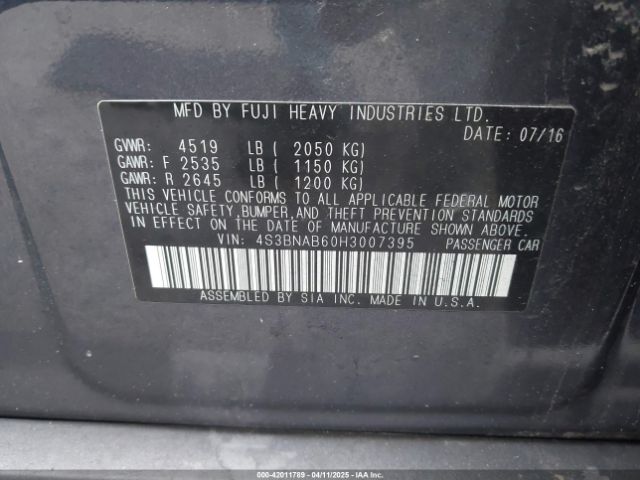 MFD BY FUJI HEAVY INDUSTRIES LTD.
DATE: 07/16
GVWR: 4519 LB ( 2050 KG)
GAWR: F 2535 LB ( 1150 KG)
GAWR: R 2645 LB ( 1200 KG)
THIS VEHICLE CONFORMS TO ALL APPLICABLE FEDERAL MOTOR
VEHICLE SAFETY,BUMPER,AND THEFT PREVENTION STANDARDS
IN EFFECT ON THE DATE OF MANUFACTURE SHOWN ABOVE.
VIN: 4S3BNAB60H3007395 PASSENGER CAR
ASSEMBLED BY SIA INC. MADE IN U.S.A.
000-42011789 - 04/11/2025 - IAAI.COM